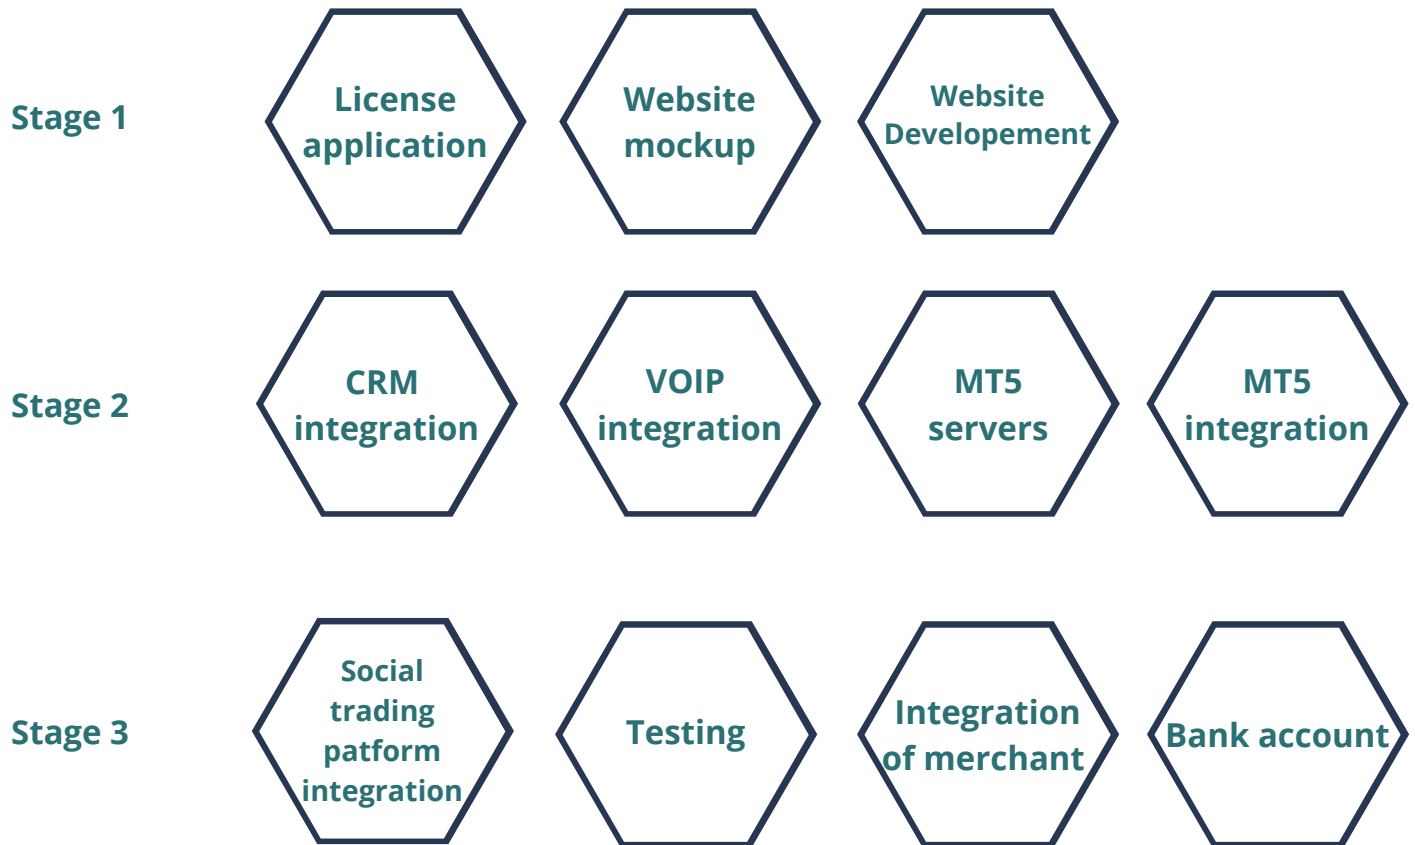 Stage 1
License
application
Website
mockup
Website
Developement
Stage 2
CRM
integration
VOIP
integration
MT5
servers
MT5
integration
Stage 3
Social
trading
patform
integration
Testing
Integration
of merchant
Bank account